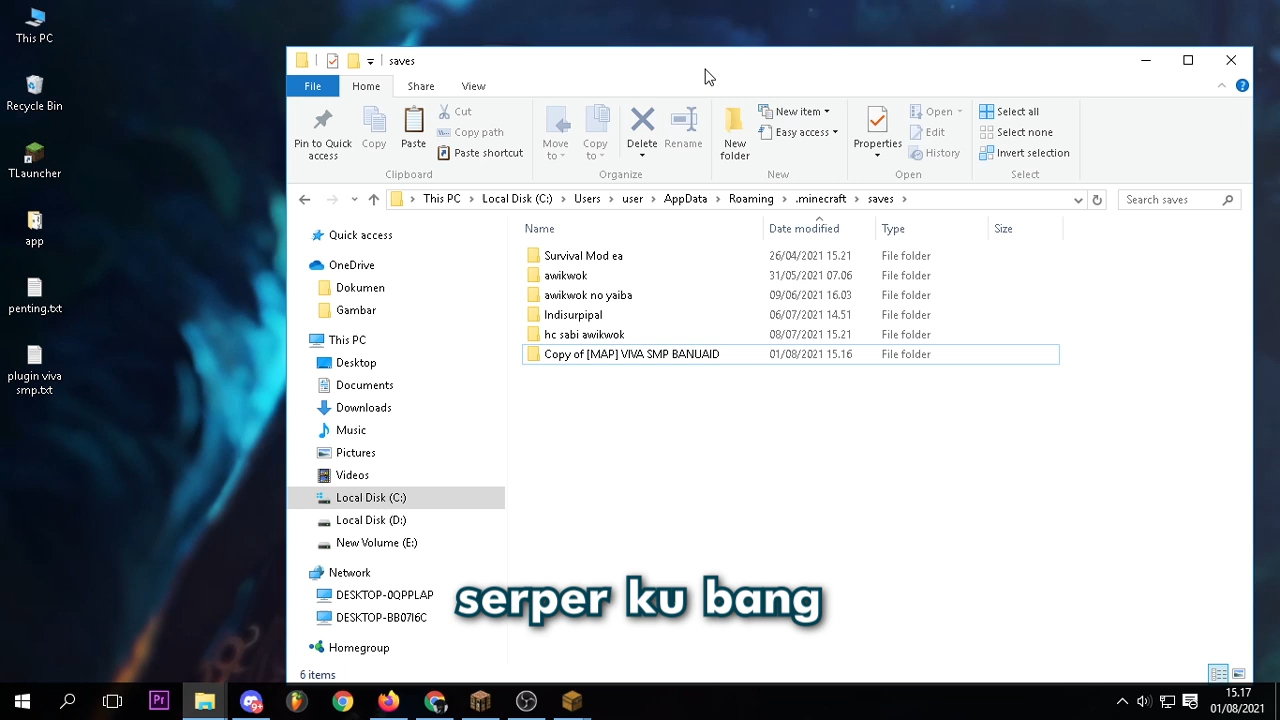 This PC
Recycle Bin
TLauncher
app
penting.txt
plugin viva
smp.txt
saves
File
Home
Share
View
Pin to Quick
access
Copy
Paste
Cut
Copy path
Paste shortcut
Clipboard
Move
to
Copy
to
Delete
Rename
Organize
New
folder
New item
Easy access
New
Properties
Open
Edit
History
Open
Select all
Select none
Invert selection
Select
This PC > Local Disk (C:) > Users > user > AppData > Roaming > .minecraft > saves >
Search saves
Quick access
OneDrive
Dokumen
Gambar
This PC
Desktop
Documents
Downloads
Music
Pictures
Videos
Local Disk (C:)
Local Disk (D:)
New Volume (E:)
Network
DESKTOP-0QPPLAP
DESKTOP-BB07I6C
Homegroup
Name Date modified Type Size
Survival Mod ea 26/04/2021 15.21 File folder
awikwok 31/05/2021 07.06 File folder
awikwok no yaiba 09/06/2021 16.03 File folder
Indisurpipal 06/07/2021 14.51 File folder
hc sabi awikwok 08/07/2021 15.21 File folder
Copy of [MAP] VIVA SMP BANUAID 01/08/2021 15.16 File folder
serper ku bang
6 items
Pr
9+
15.17
01/08/2021